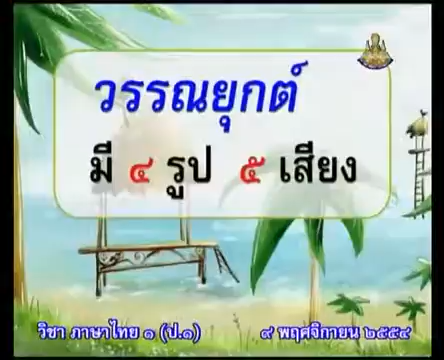 วรรณยุกต์
มี ๔ รูป ๕ เสียง
วิชา ภาษาไทย ๑ (ป.๑) ๙ พฤศจิกายน ๒๕๕๔